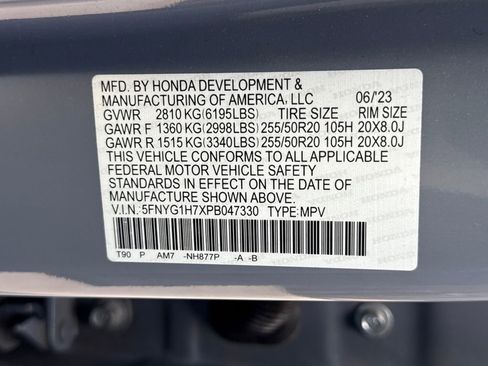 MFD. BY HONDA DEVELOPMENT &
MANUFACTURING OF AMERICA, LLC 06/'23
GVWR 2810 KG(6195LBS) TIRE SIZE RIM SIZE
GAWR F 1360 KG(2998LBS) 255/50R20 105H 20X8.0J
GAWR R 1515 KG(3340LBS) 255/50R20 105H 20X8.0J
THIS VEHICLE CONFORMS TO ALL APPLICABLE
FEDERAL MOTOR VEHICLE SAFETY
STANDARDS IN EFFECT ON THE DATE OF
MANUFACTURE SHOWN ABOVE.
V.I.N.: 5FNYG1H7XPB047330 TYPE:MPV
T90 P AM7 -NH877P -A -B